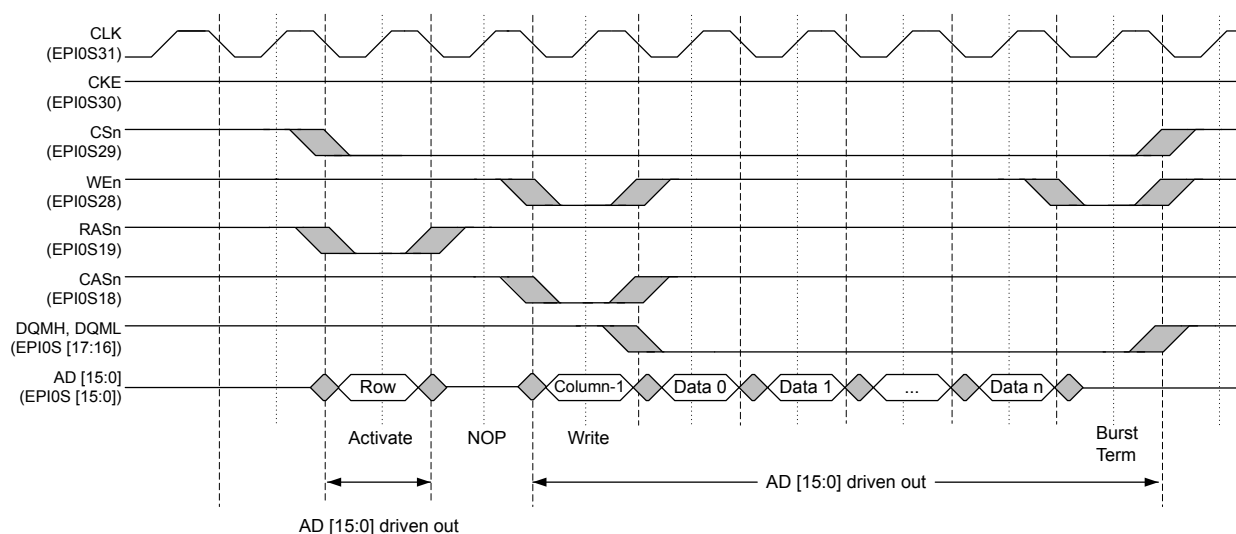 CLK
(EPI0S31)
CKE
(EPI0S30)
CSn
(EPI0S29)
WEn
(EPI0S28)
RASn
(EPI0S19)
CASn
(EPI0S18)
DQMH, DQML
(EPI0S [17:16])
AD [15:0]
(EPI0S [15:0])
Row
Column-1
Data 0
Data 1
...
Data n
Activate
NOP
Write
Burst
Term
AD [15:0] driven out
AD [15:0] driven out